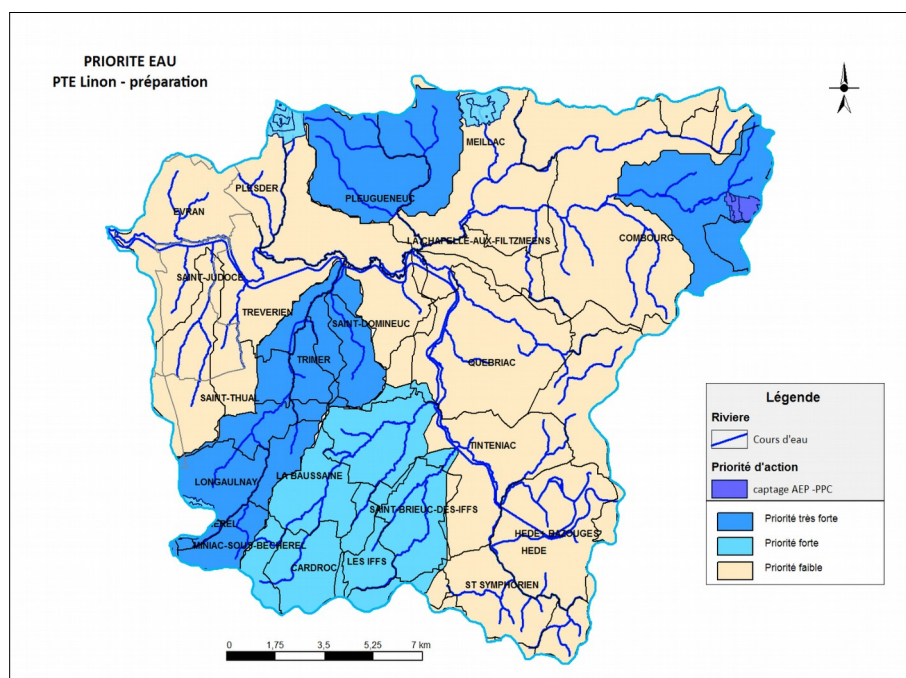 PRIORITE EAU
PTE Linon - préparation
MEILLAC
PLESDER
PLEUGUENEUC
EVRAN
LA CHAPELLE-AUX-FILTZMEENS
COMBOURG
SAINT-JUDOCE
TREVERIEN
SAINT-DOMINEUC
TRIMER
QUEBRIAC
SAINT-THUAL
TINTENIAC
LONGAULNAY
LA BAUSSAINE
SAINT-BRIEUC-DES-IFFS
EREL
HEDE- BAZOUGES
HEDE
MINIAC-SOUS-BECHEREL
LES IFFS
CARDROC
ST SYMPHORIEN
Légende
Riviere
Cours d'eau
Priorité d'action
captage AEP -PPC
Priorité très forte
Priorité forte
Priorité faible
0 1,75 3,5 5,25 7 km